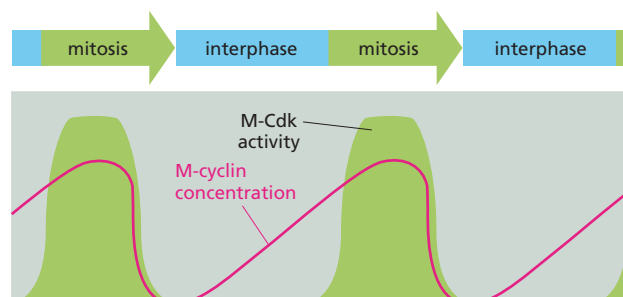 mitosis
interphase
mitosis
interphase
M-Cdk
activity
M-cyclin
concentration